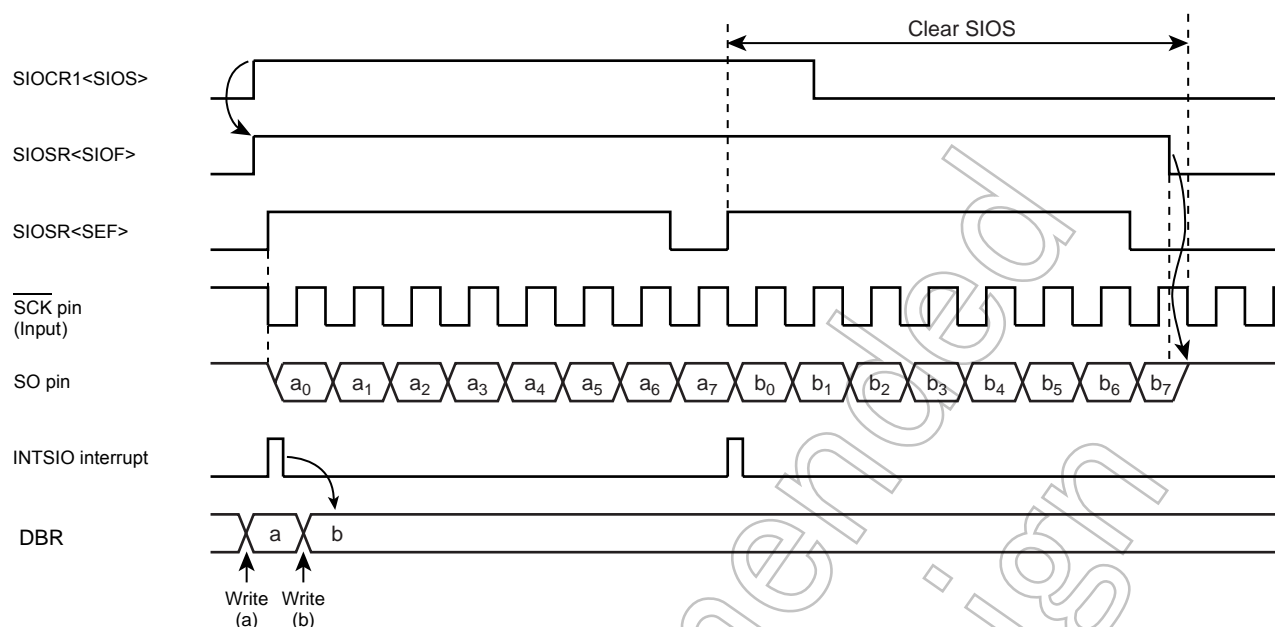 Clear SIOS
SIOCR1<SIOS>
SIOSR<SIOF>
SIOSR<SEF>
SCK pin
(Input)
SO pin
a0 a1 a2 a3 a4 a5 a6 a7 b0 b1 b2 b3 b4 b5 b6 b7
INTSIO interrupt
DBR
a b
Write Write
(a) (b)